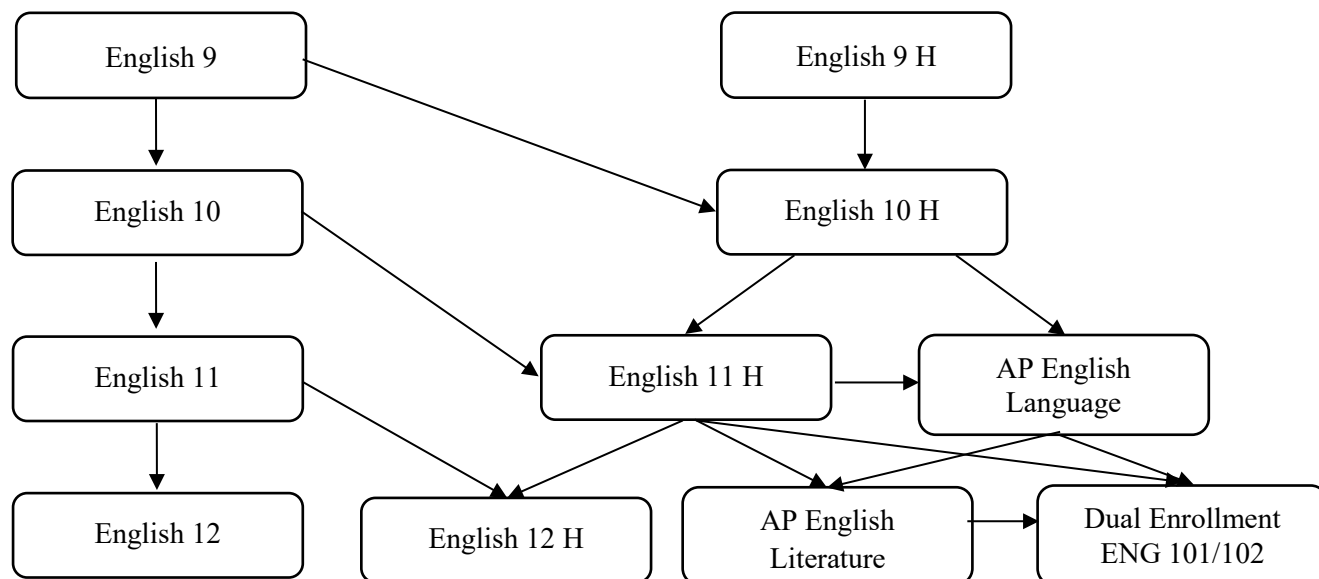 English 9
English 9 H
English 10
English 10 H
English 11
English 11 H
AP English
Language
English 12
English 12 H
AP English
Literature
Dual Enrollment
ENG 101/102